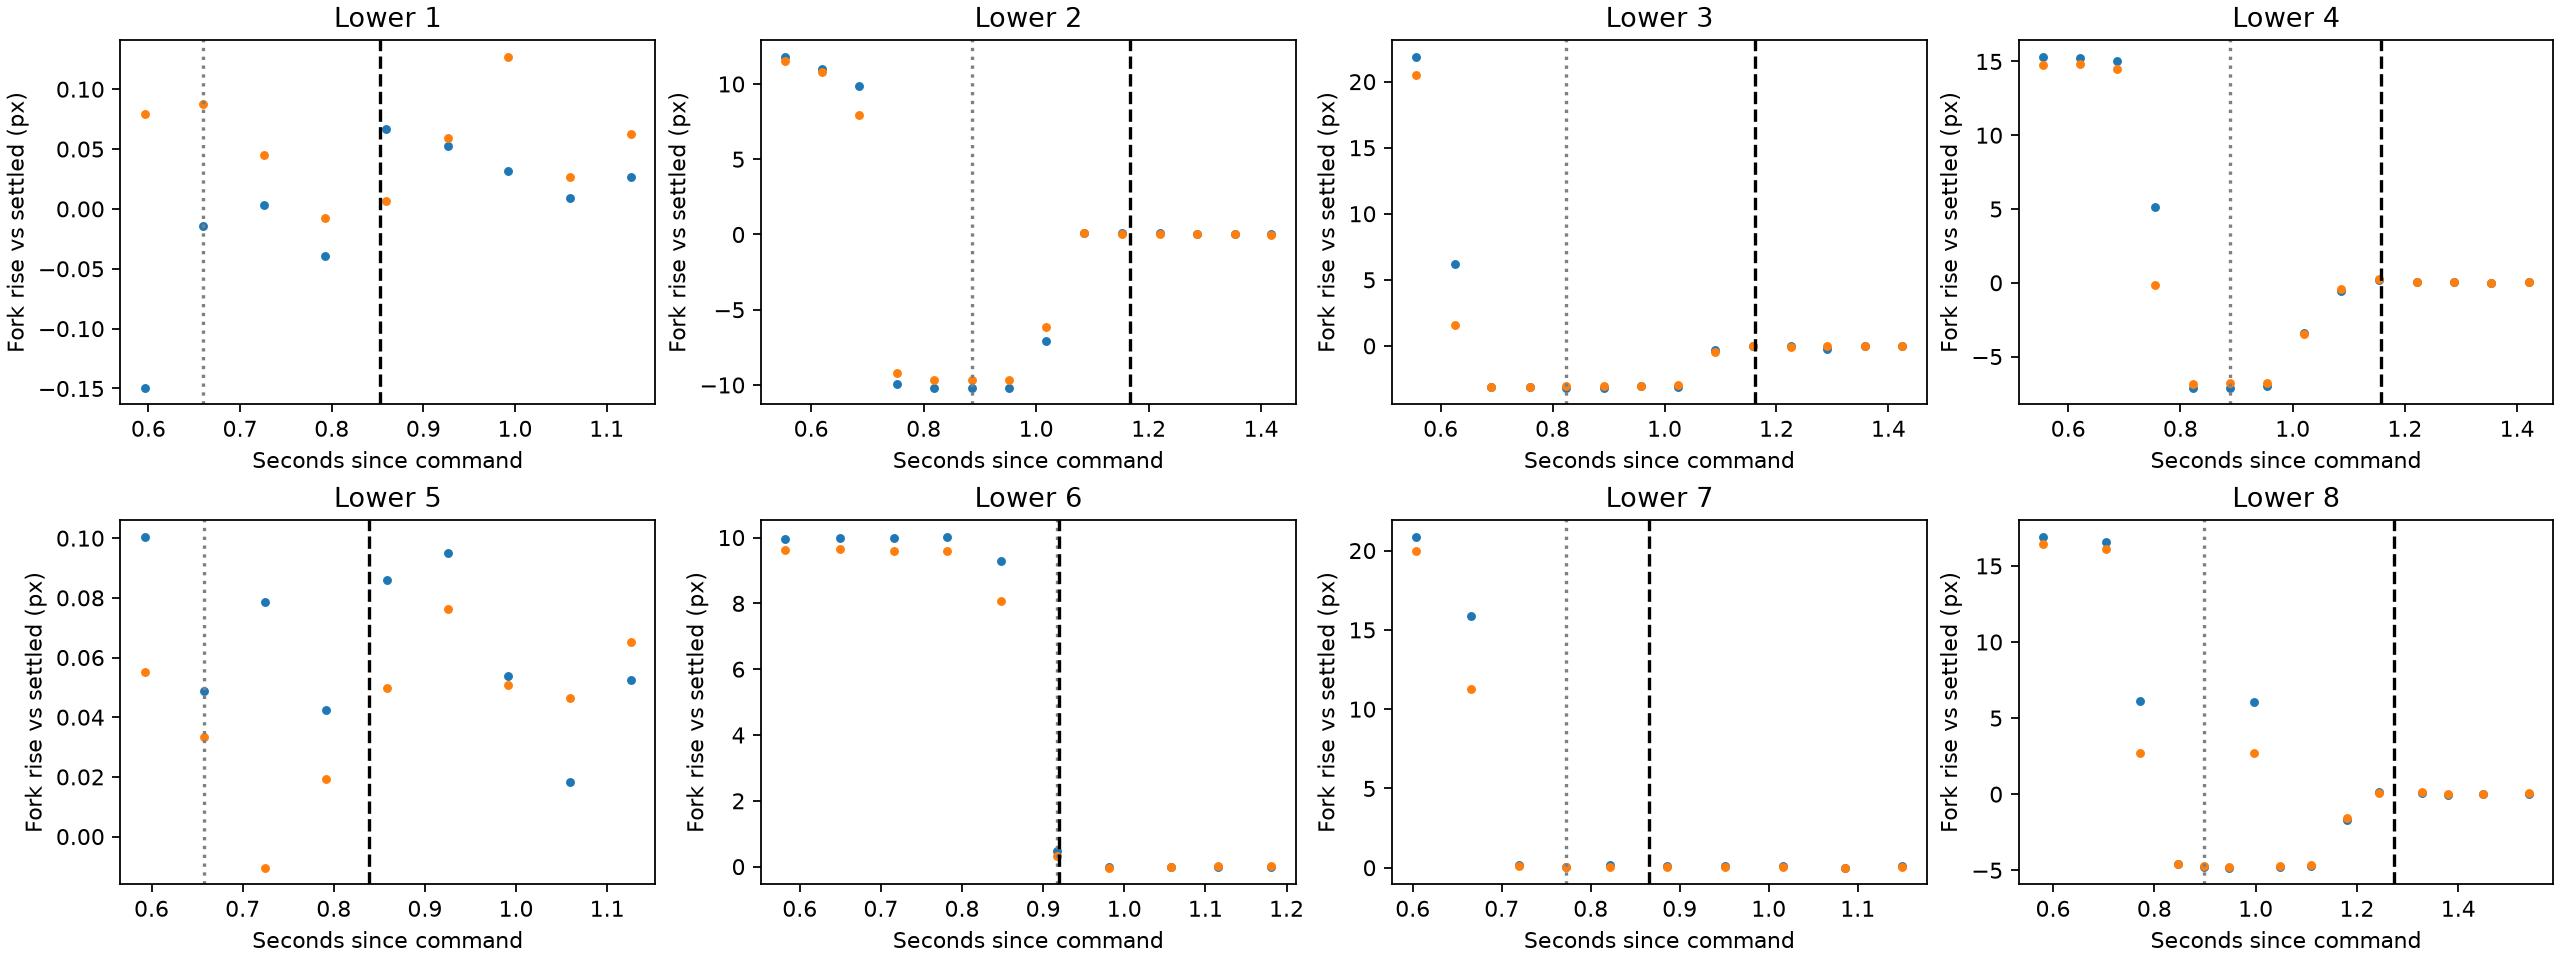 Lower 1
Fork rise vs settled (px)
0.10
0.05
0.00
−0.05
−0.10
−0.15
0.6 0.7 0.8 0.9 1.0 1.1
Seconds since command
Lower 2
Fork rise vs settled (px)
10
5
0
−5
−10
0.6 0.8 1.0 1.2 1.4
Seconds since command
Lower 3
Fork rise vs settled (px)
20
15
10
5
0
0.6 0.8 1.0 1.2 1.4
Seconds since command
Lower 4
Fork rise vs settled (px)
15
10
5
0
−5
0.6 0.8 1.0 1.2 1.4
Seconds since command
Lower 5
Fork rise vs settled (px)
0.10
0.08
0.06
0.04
0.02
0.00
0.6 0.7 0.8 0.9 1.0 1.1
Seconds since command
Lower 6
Fork rise vs settled (px)
10
8
6
4
2
0
0.6 0.7 0.8 0.9 1.0 1.1 1.2
Seconds since command
Lower 7
Fork rise vs settled (px)
20
15
10
5
0
0.6 0.7 0.8 0.9 1.0 1.1
Seconds since command
Lower 8
Fork rise vs settled (px)
15
10
5
0
−5
0.6 0.8 1.0 1.2 1.4
Seconds since command